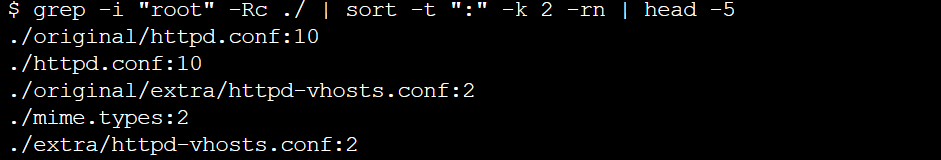 $ grep -i "root" -Rc ./ | sort -t ":" -k 2 -rn | head -5
./original/httpd.conf:10
./httpd.conf:10
./original/extra/httpd-vhosts.conf:2
./mime.types:2
./extra/httpd-vhosts.conf:2